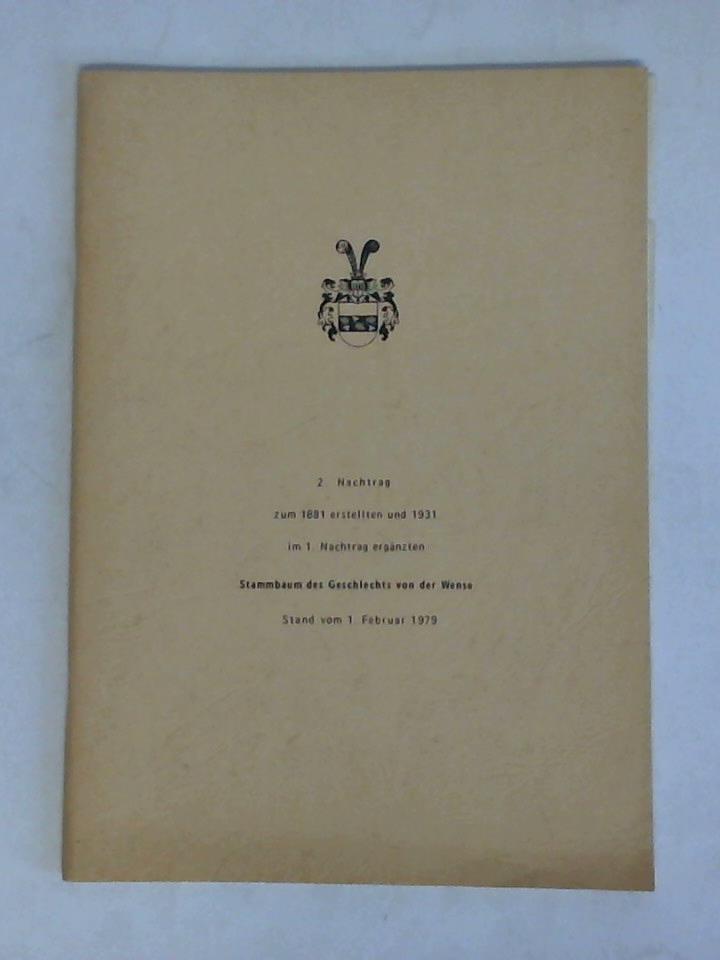 2. Nachtrag
zum 1881 erstellten und 1931
im 1. Nachtrag ergänzten
Stammbaum des Geschlechts von der Wense
Stand vom 1. Februar 1979